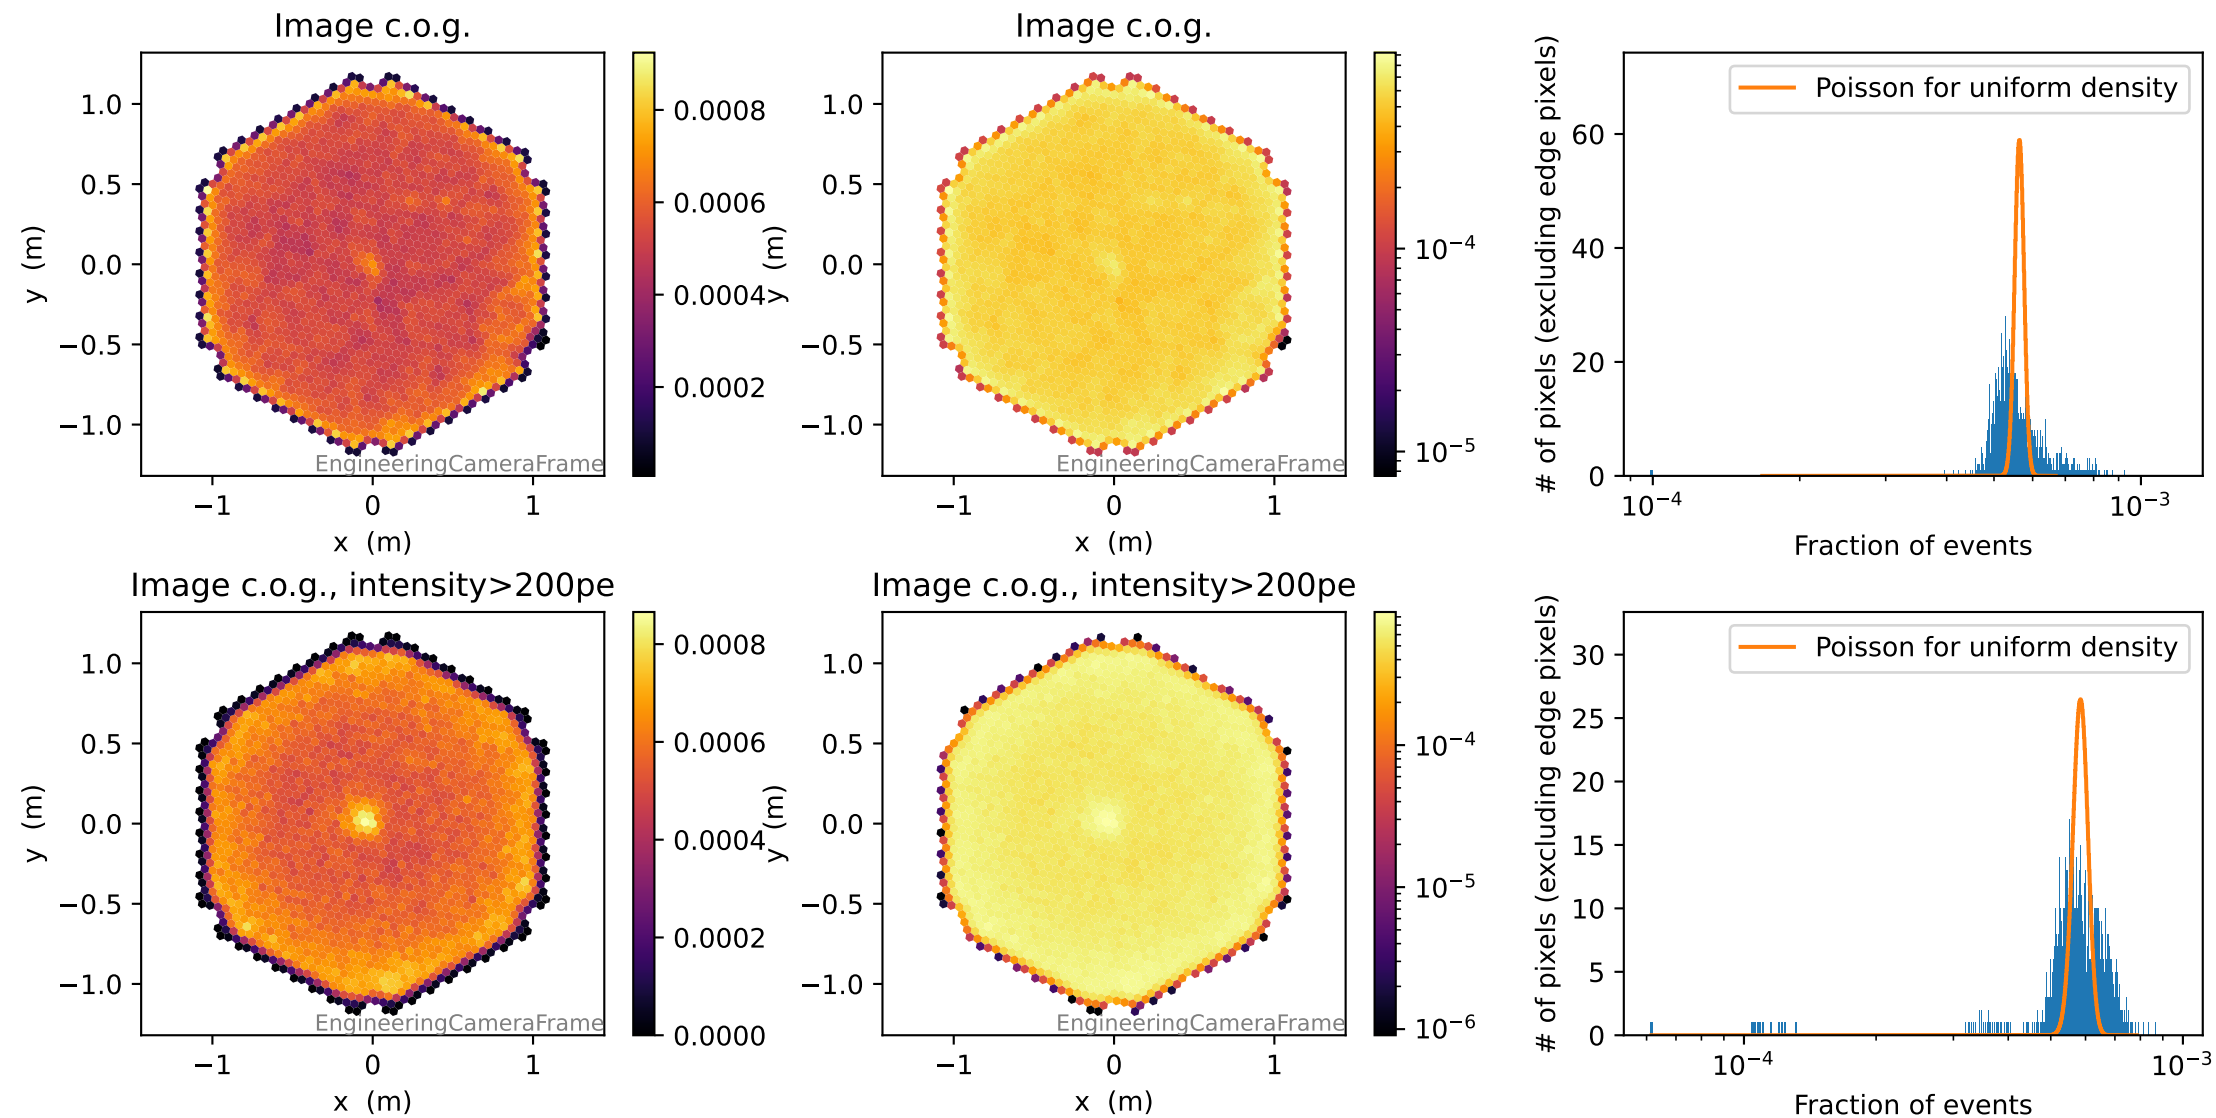 Image c.o.g.
1.0
0.5
0.0
−0.5
−1.0
y (m)
−1
0
1
x (m)
EngineeringCameraFrame
0.0008
0.0006
0.0004
0.0002
Image c.o.g.
1.0
0.5
0.0
−0.5
−1.0
y (m)
−1
0
1
x (m)
EngineeringCameraFrame
10⁻⁴
10⁻⁵
# of pixels (excluding edge pixels)
60
40
20
0
Poisson for uniform density
10⁻⁴
10⁻³
Fraction of events
Image c.o.g., intensity>200pe
1.0
0.5
0.0
−0.5
−1.0
y (m)
−1
0
1
x (m)
EngineeringCameraFrame
0.0008
0.0006
0.0004
0.0002
0.0000
Image c.o.g., intensity>200pe
1.0
0.5
0.0
−0.5
−1.0
y (m)
−1
0
1
x (m)
EngineeringCameraFrame
10⁻⁴
10⁻⁵
10⁻⁶
# of pixels (excluding edge pixels)
30
25
20
15
10
5
0
Poisson for uniform density
10⁻⁴
10⁻³
Fraction of events